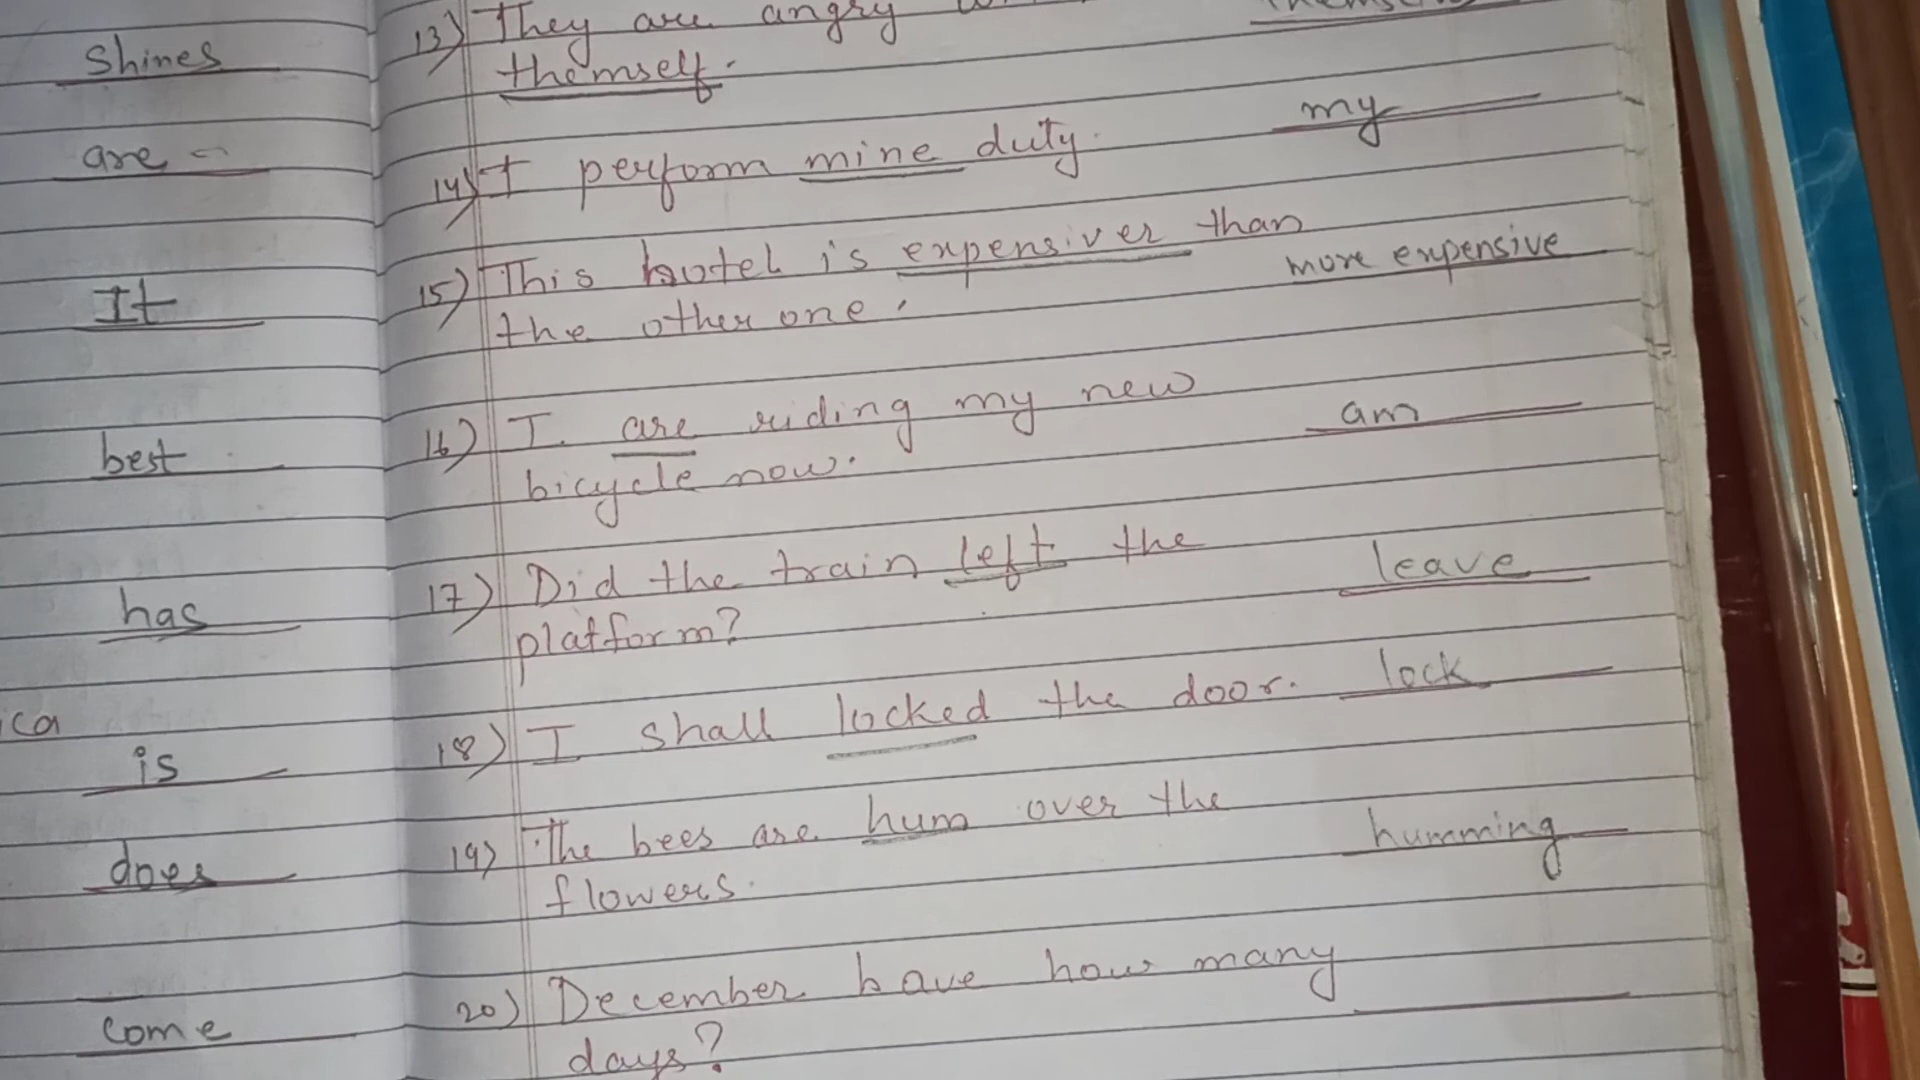 Shines
are
It
best
has
ica
is
does
come
13) They are angry
themself.
14) I perform mine duty. my
15) This hotel is expensiver than more expensive
the other one.
16) I are riding my new am
bicycle now.
17) Did the train left the leave
platform?
18) I shall locked the door. lock
19) The bees are hum over the humming
flowers.
20) December have how many
days?